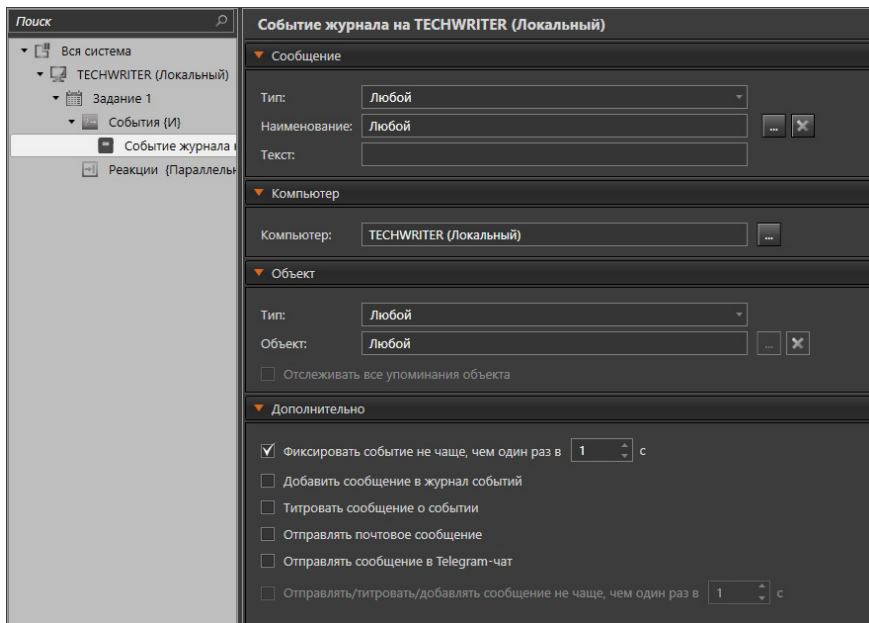 Поиск
Вся система
TECHWRITER (Локальный)
Задание 1
События {И}
Событие журнала н
Реакции {Параллельн
Событие журнала на TECHWRITER (Локальный)
Сообщение
Тип: Любой
Наименование: Любой ...
Текст:
Компьютер
Компьютер: TECHWRITER (Локальный) ...
Объект
Тип: Любой
Объект: Любой ...
Отслеживать все упоминания объекта
Дополнительно
Фиксировать событие не чаще, чем один раз в 1 с
Добавить сообщение в журнал событий
Титровать сообщение о событии
Отправлять почтовое сообщение
Отправлять сообщение в Telegram-чат
Отправлять/титровать/добавлять сообщение не чаще, чем один раз в 1 с